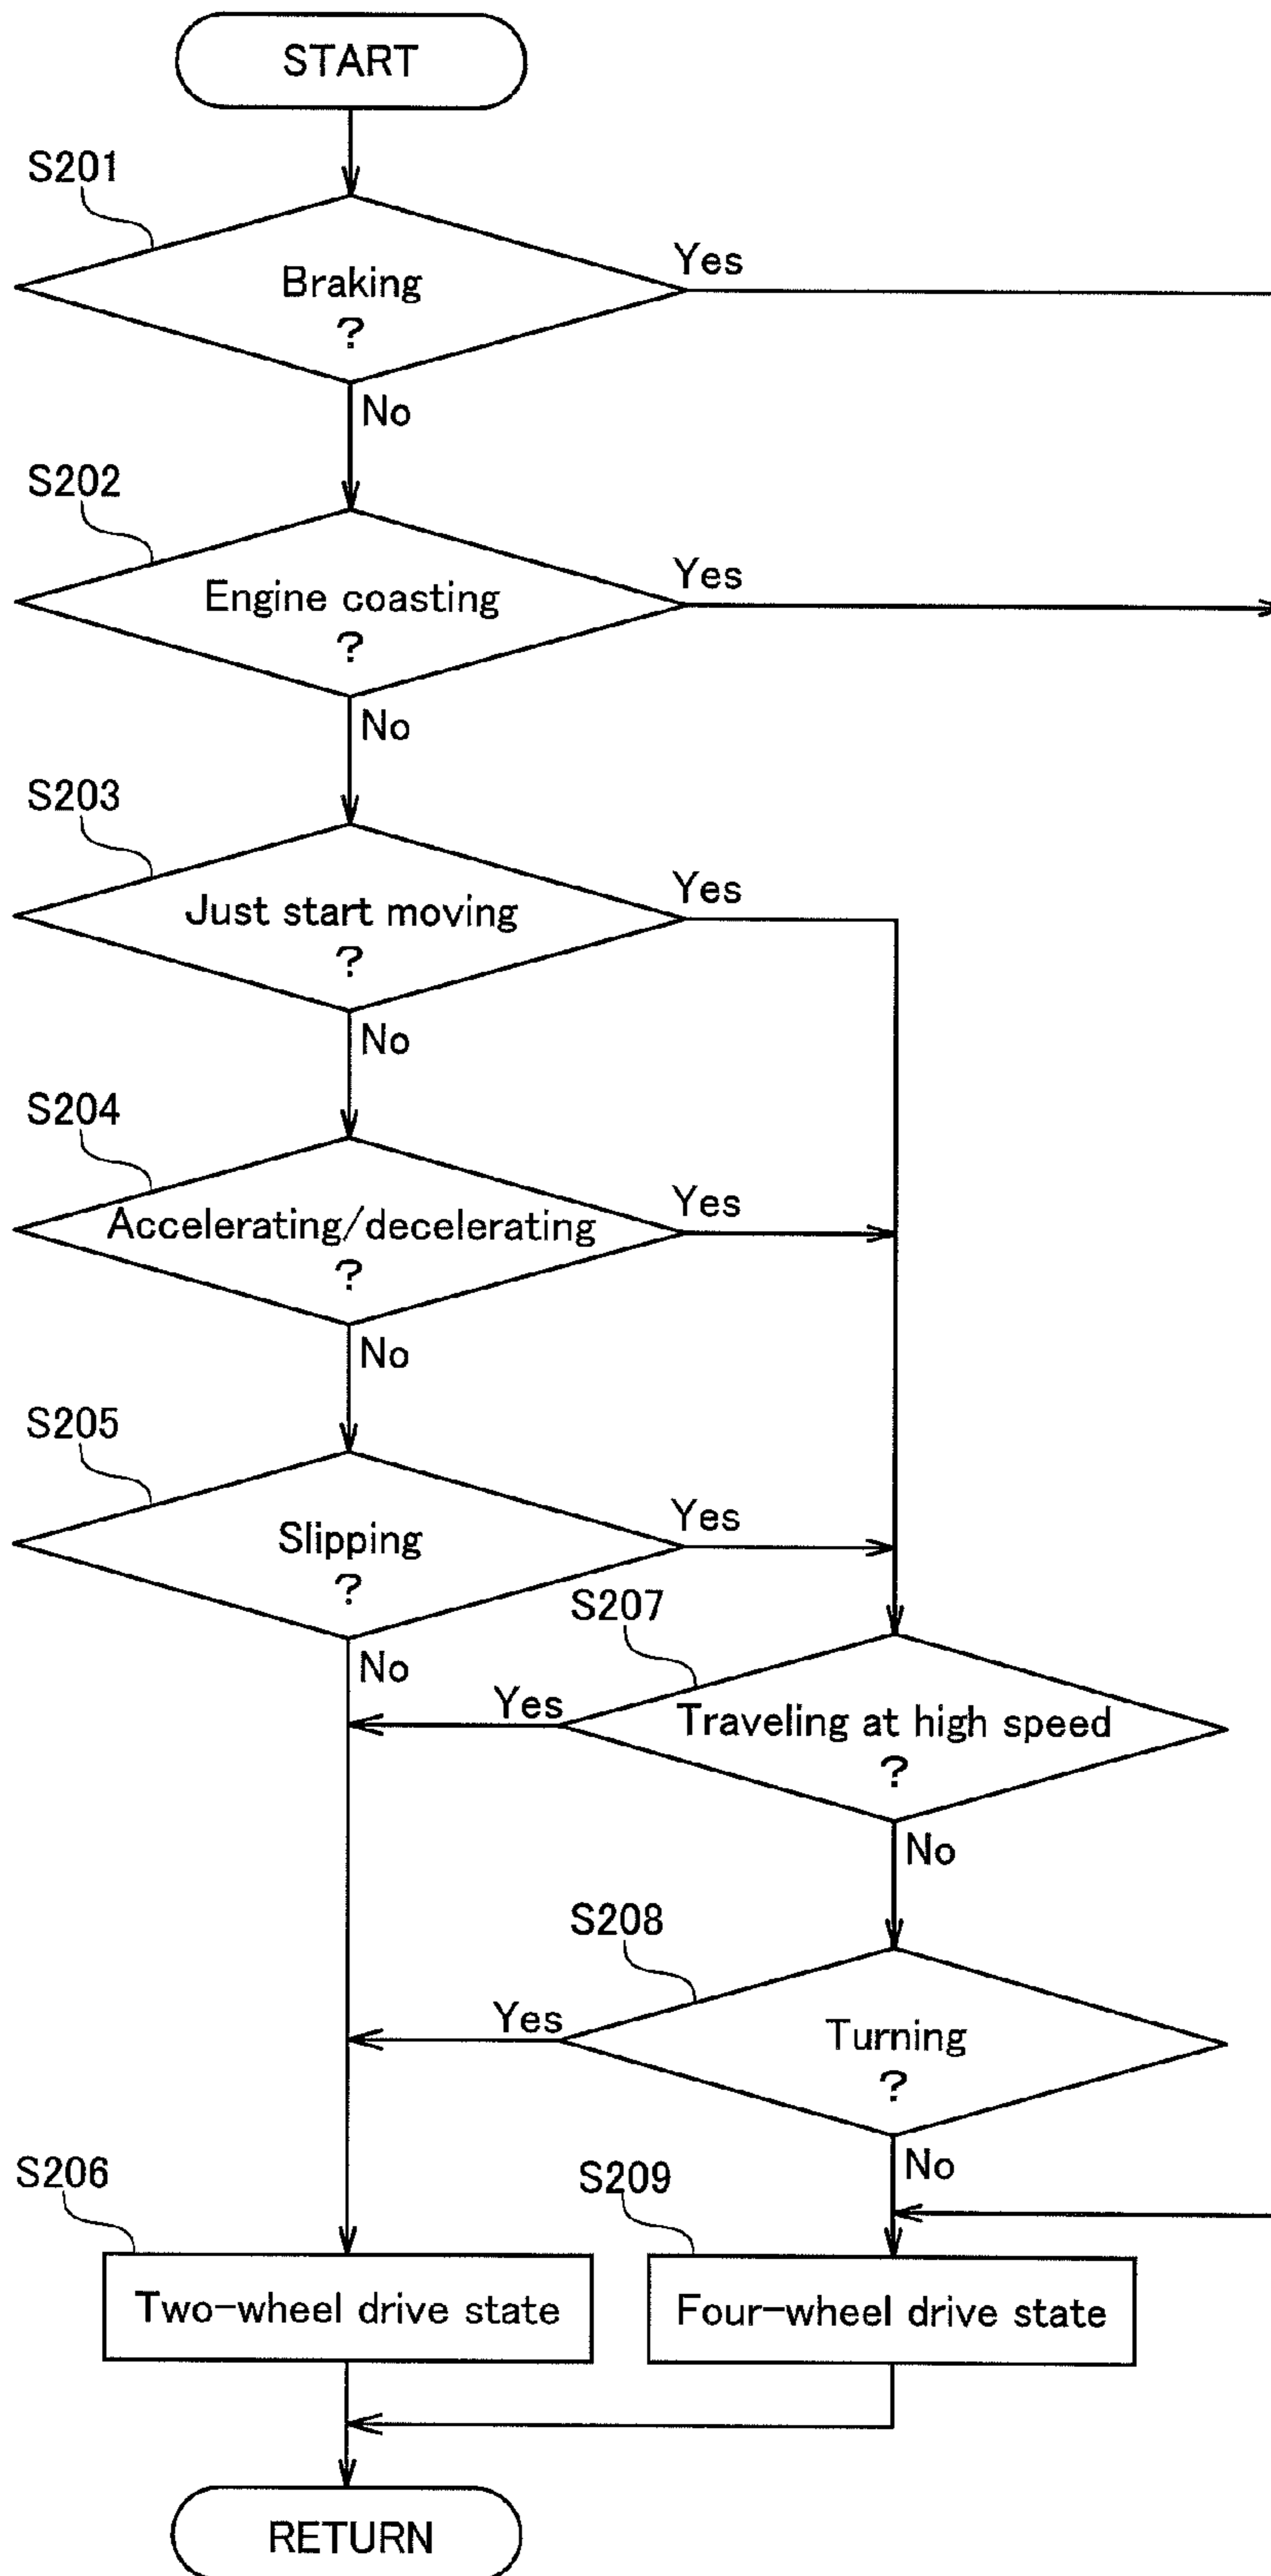 START
S201
Braking
?
Yes
No
S202
Engine coasting
?
Yes
No
S203
Just start moving
?
Yes
No
S204
Accelerating/decelerating
?
Yes
No
S205
Slipping
?
Yes
No
S207
Traveling at high speed
?
Yes
No
S208
Turning
?
Yes
No
S206
Two-wheel drive state
S209
Four-wheel drive state
RETURN